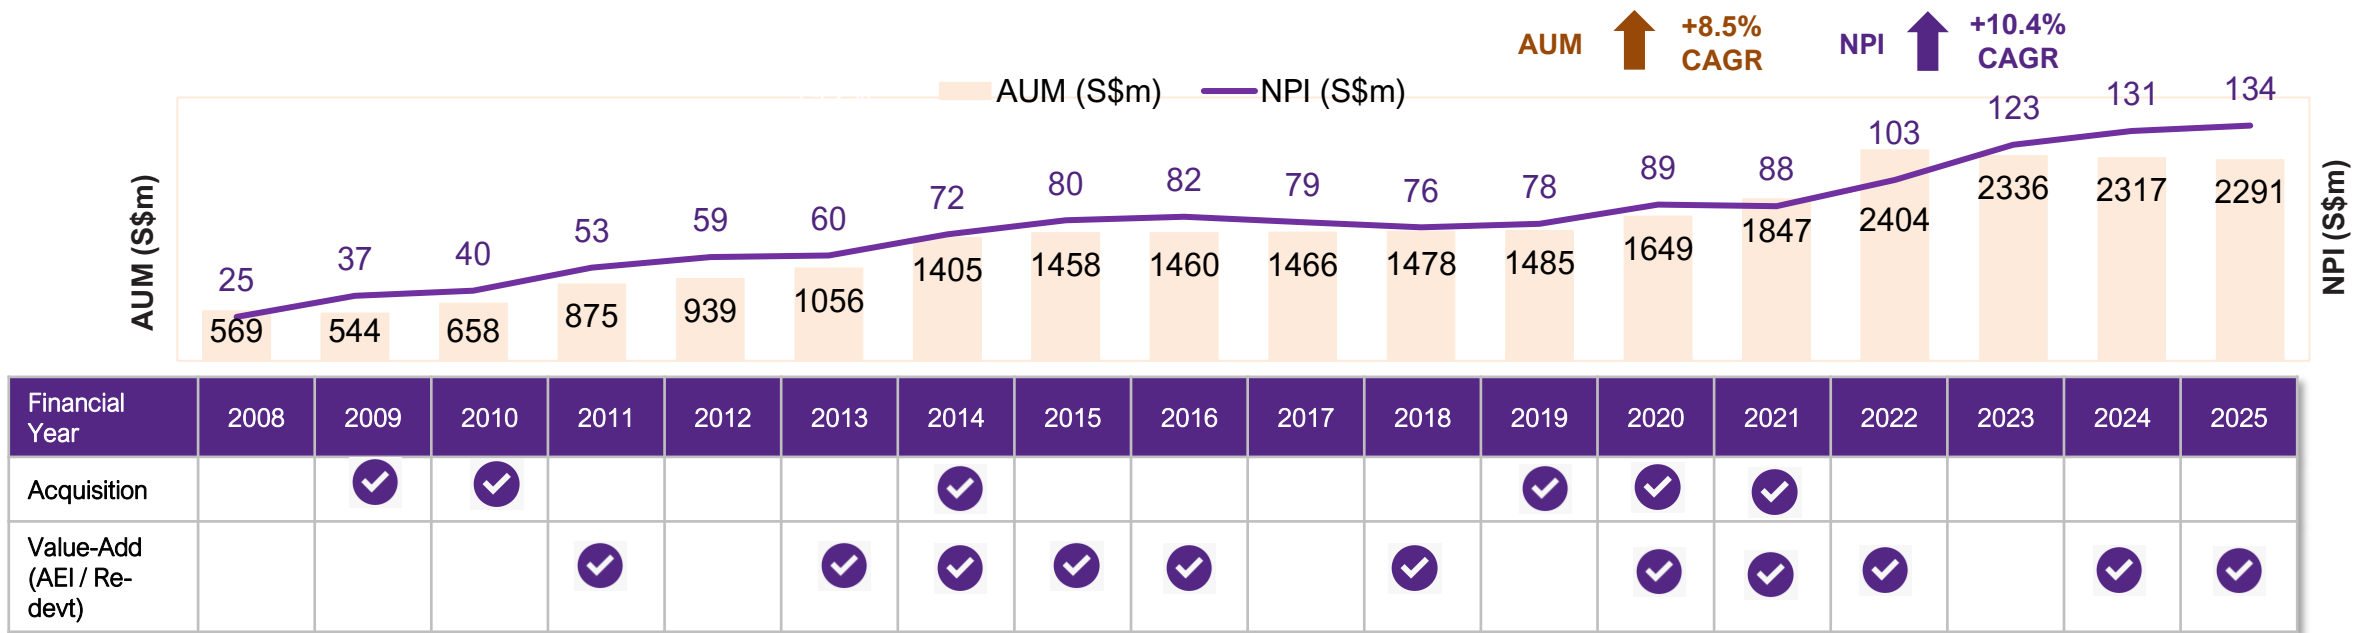 AUM
+8.5%
CAGR
NPI
+10.4%
CAGR
AUM (S$m)
NPI (S$m)
AUM (S$m)
NPI (S$m)
25 37 40 53 59 60 72 80 82 79 76 78 89 88 103 123 131 134
569 544 658 875 939 1056 1405 1458 1460 1466 1478 1485 1649 1847 2404 2336 2317 2291
Financial
Year
2008 2009 2010 2011 2012 2013 2014 2015 2016 2017 2018 2019 2020 2021 2022 2023 2024 2025
Acquisition
Value-Add
(AEI / Re-
devt)